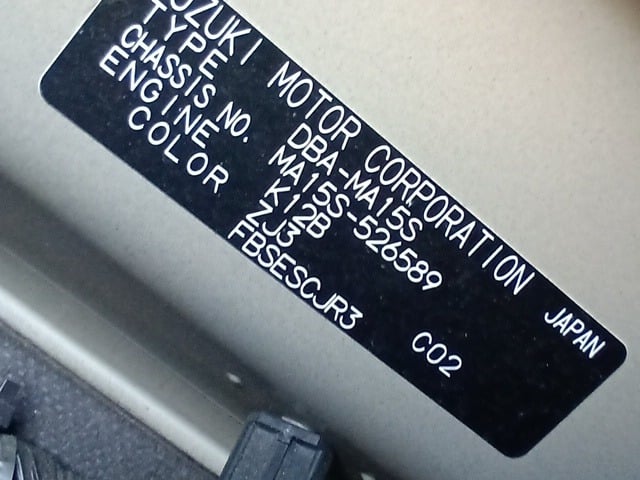 SUZUKI MOTOR CORPORATION JAPAN
TYPE DBA-MA15S
CHASSIS NO. MA15S-526589
ENGINE K12B
COLOR ZJ3
FBSESCJR3 C02